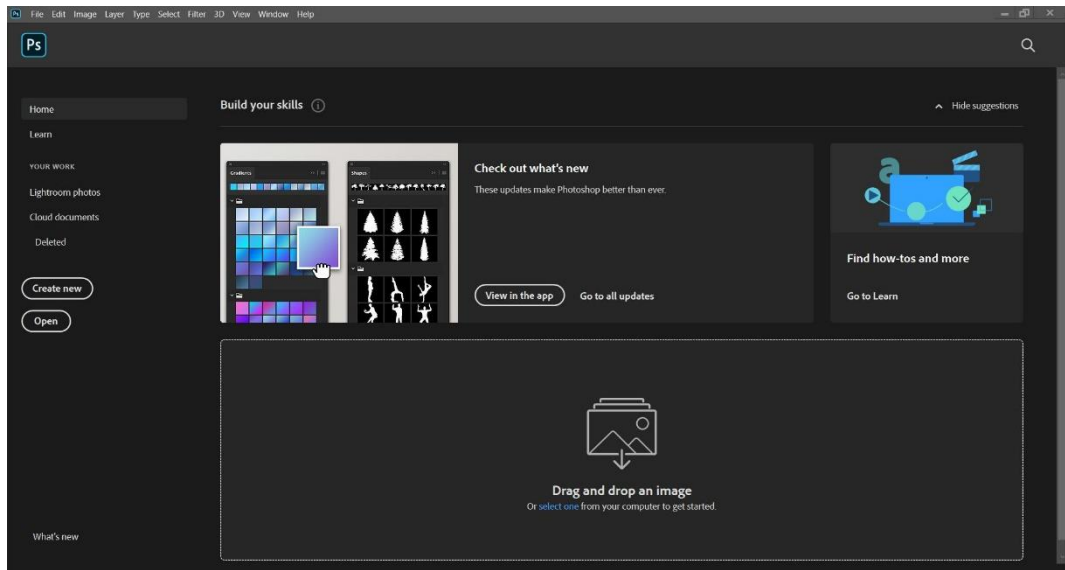 Ps File Edit Image Layer Type Select Filter 3D View Window Help
Ps
Home
Learn
YOUR WORK
Lightroom photos
Cloud documents
Deleted
Create new
Open
What's new
Build your skills
Hide suggestions
Gradients
Shapes
Check out what's new
These updates make Photoshop better than ever.
View in the app Go to all updates
a
Find how-tos and more
Go to Learn
Drag and drop an image
Or select one from your computer to get started.